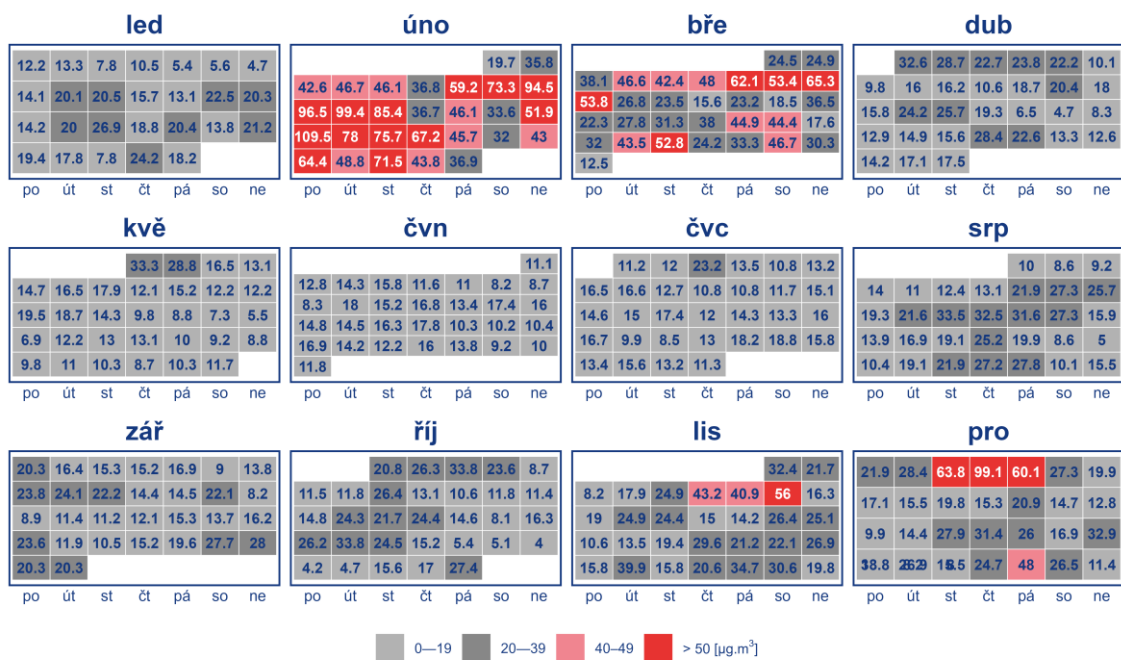 led úno bře dub
12.2 13.3 7.8 10.5 5.4 5.6 4.7
14.1 20.1 20.5 15.7 13.1 22.5 20.3
14.2 20 26.9 18.8 20.4 13.8 21.2
19.4 17.8 7.8 24.2 18.2
po út st čt pá so ne
19.7 35.8
42.6 46.7 46.1 36.8 59.2 73.3 94.5
96.5 99.4 85.4 36.7 46.1 33.6 51.9
109.5 78 75.7 67.2 45.7 32 43
64.4 48.8 71.5 43.8 36.9
po út st čt pá so ne
24.5 24.9
38.1 46.6 42.4 48 62.1 53.4 65.3
53.8 26.8 23.5 15.6 23.2 18.5 36.5
22.3 27.8 31.3 38 44.9 44.4 17.6
32 43.5 52.8 24.2 33.3 46.7 30.3
12.5
po út st čt pá so ne
32.6 28.7 22.7 23.8 22.2 10.1
9.8 16 16.2 10.6 18.7 20.4 18
15.8 24.2 25.7 19.3 6.5 4.7 8.3
12.9 14.9 15.6 28.4 22.6 13.3 12.6
14.2 17.1 17.5
po út st čt pá so ne
kvě čvn čvc srp
33.3 28.8 16.5 13.1
14.7 16.5 17.9 12.1 15.2 12.2 12.2
19.5 18.7 14.3 9.8 8.8 7.3 5.5
6.9 12.2 13 13.1 10 9.2 8.8
9.8 11 10.3 8.7 10.3 11.7
po út st čt pá so ne
11.1
12.8 14.3 15.8 11.6 11 8.2 8.7
8.3 18 15.2 16.8 13.4 17.4 16
14.8 14.5 16.3 17.8 10.3 10.2 10.4
16.9 14.2 12.2 16 13.8 9.2 10
11.8
po út st čt pá so ne
11.2 12 23.2 13.5 10.8 13.2
16.5 16.6 12.7 10.8 10.8 11.7 15.1
14.6 15 17.4 12 14.3 13.3 16
16.7 9.9 8.5 13 18.2 18.8 15.8
13.4 15.6 13.2 11.3
po út st čt pá so ne
10 8.6 9.2
14 11 12.4 13.1 21.9 27.3 25.7
19.3 21.6 33.5 32.5 31.6 27.3 15.9
13.9 16.9 19.1 25.2 19.9 8.6 5
10.4 19.1 21.9 27.2 27.8 10.1 15.5
po út st čt pá so ne
zář říj lis pro
20.3 16.4 15.3 15.2 16.9 9 13.8
23.8 24.1 22.2 14.4 14.5 22.1 8.2
8.9 11.4 11.2 12.1 15.3 13.7 16.2
23.6 11.9 10.5 15.2 19.6 27.7 28
20.3 20.3
po út st čt pá so ne
20.8 26.3 33.8 23.6 8.7
11.5 11.8 26.4 13.1 10.6 11.8 11.4
14.8 24.3 21.7 24.4 14.6 8.1 16.3
26.2 33.8 24.5 15.2 5.4 5.1 4
4.2 4.7 15.6 17 27.4
po út st čt pá so ne
32.4 21.7
8.2 17.9 24.9 43.2 40.9 56 16.3
19 24.9 24.4 15 14.2 26.4 25.1
10.6 13.5 19.4 29.6 21.2 22.1 26.9
15.8 39.9 15.8 20.6 34.7 30.6 19.8
po út st čt pá so ne
21.9 28.4 63.8 99.1 60.1 27.3 19.9
17.1 15.5 19.8 15.3 20.9 14.7 12.8
9.9 14.4 27.9 31.4 26 16.9 32.9
24.7 48 26.5 11.4
po út st čt pá so ne
0—19 20—39 40–49 > 50 [µg.m³]